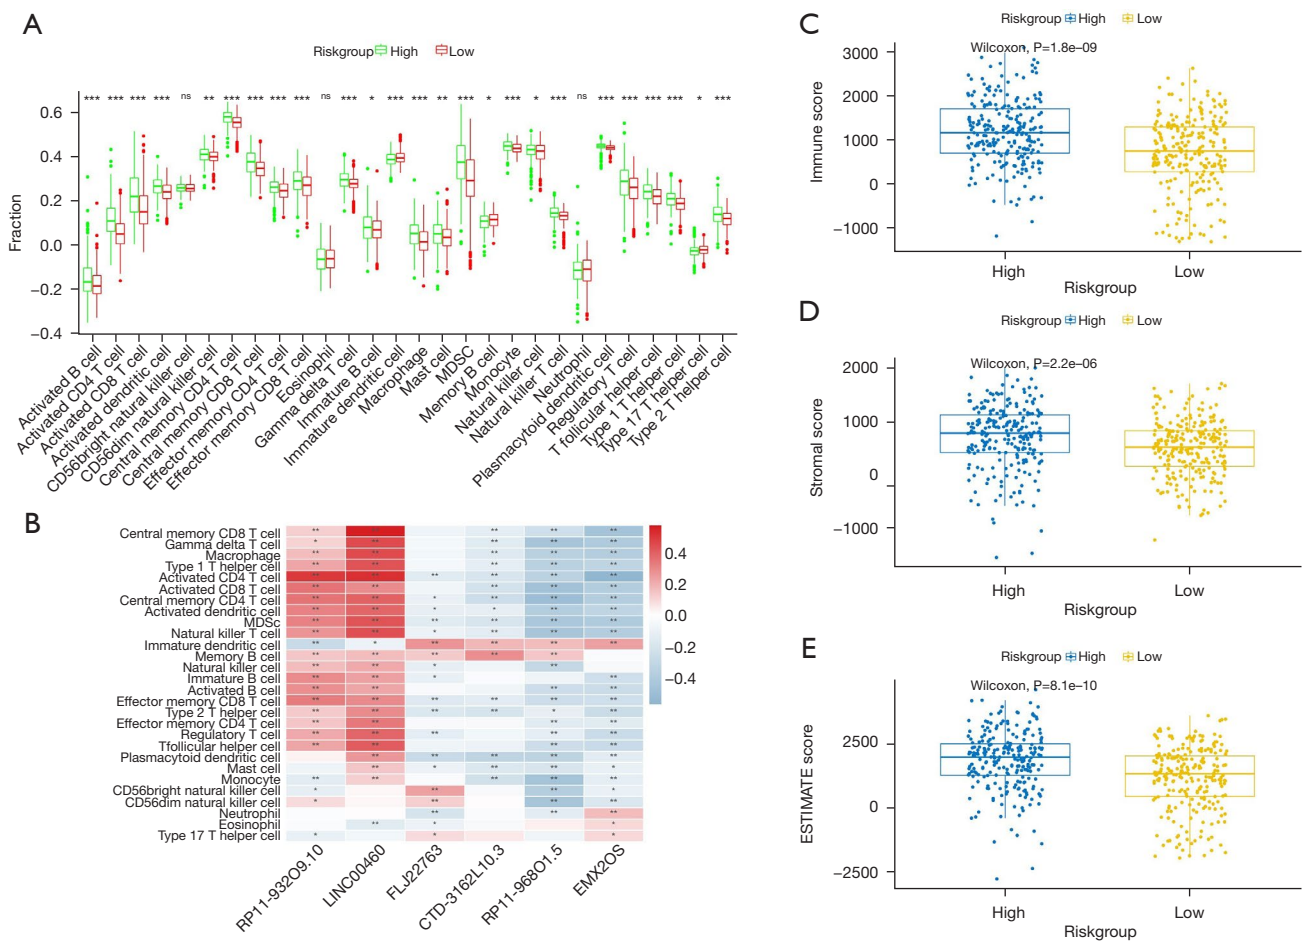 A
Riskgroup High Low
*** *** *** *** ns ** *** *** *** *** ns *** * *** *** ** *** * *** * *** ns *** *** *** *** * ***
Fraction
0.6
0.4
0.2
0.0
−0.2
−0.4
Activated B cell
Activated CD4 T cell
Activated CD8 T cell
Activated dendritic cell
CD56bright natural killer cell
CD56dim natural killer cell
Central memory CD4 T cell
Central memory CD8 T cell
Effector memory CD4 T cell
Effector memory CD8 T cell
Eosinophil
Gamma delta T cell
Immature B cell
Immature dendritic cell
Macrophage
Mast cell
MDSC
Memory B cell
Monocyte
Natural killer cell
Natural killer T cell
Neutrophil
Plasmacytoid dendritic cell
Regulatory T cell
T follicular helper cell
Type 1 T helper cell
Type 17 T helper cell
Type 2 T helper cell
B
Central memory CD8 T cell ** ** ** ** **
Gamma delta T cell * ** ** ** **
Macrophage ** ** ** ** **
Type 1 T helper cell ** ** ** ** **
Activated CD4 T cell ** ** ** ** ** **
Activated CD8 T cell ** ** ** ** **
Central memory CD4 T cell ** ** * ** ** **
Activated dendritic cell ** ** * * ** **
MDSc ** ** ** ** ** **
Natural killer T cell ** ** * ** ** **
Immature dendritic cell ** * ** ** ** **
Memory B cell ** ** ** ** **
Natural killer cell ** ** * **
Immature B cell ** ** * **
Activated B cell ** ** ** **
Effector memory CD8 T cell ** ** ** ** ** **
Type 2 T helper cell ** ** ** ** * **
Effector memory CD4 T cell ** ** ** **
Regulatory T cell ** ** ** ** **
Tfollicular helper cell ** ** ** **
Plasmacytoid dendritic cell ** ** ** ** **
Mast cell ** * ** ** *
Monocyte ** ** ** ** **
CD56bright natural killer cell * ** ** *
CD56dim natural killer cell * ** ** **
Neutrophil ** ** **
Eosinophil ** * *
Type 17 T helper cell * * *
0.4
0.2
0.0
−0.2
−0.4
RP11-932O9.10
LINC00460
FLJ22763
CTD-3162L10.3
RP11-968O1.5
EMX2OS
C
Riskgroup High Low
Wilcoxon, P=1.8e−09
Immune score
3000
2000
1000
0
−1000
High
Low
Riskgroup
D
Riskgroup High Low
Wilcoxon, P=2.2e−06
Stromal score
2000
1000
0
−1000
High
Low
Riskgroup
E
Riskgroup High Low
Wilcoxon, P=8.1e−10
ESTIMATE score
2500
0
−2500
High
Low
Riskgroup